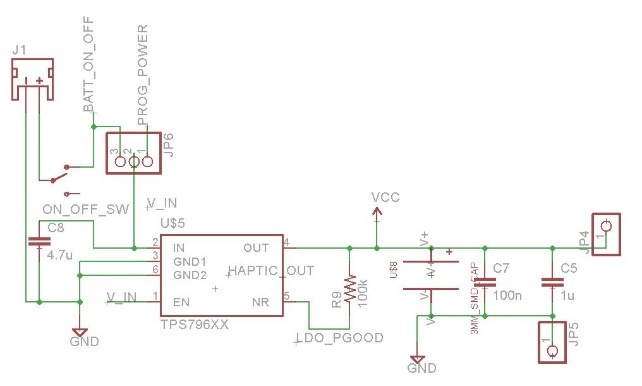 J1
- +
BATT_ON_OFF
PROG_POWER
3 2 1
JP6
ON_OFF_SW
V_IN
C8
4.7u
U$5
2 IN OUT 4
3 GND1
6 GND2
HAPTIC_OUT
V_IN 1 EN NR 5
TPS796XX
GND
R9
100k
LDO_PGOOD
VCC
V+
+
U$8
V-
3MM_SMD_CAP
C7
100n
C5
1u
JP4
1
JP5
1
GND